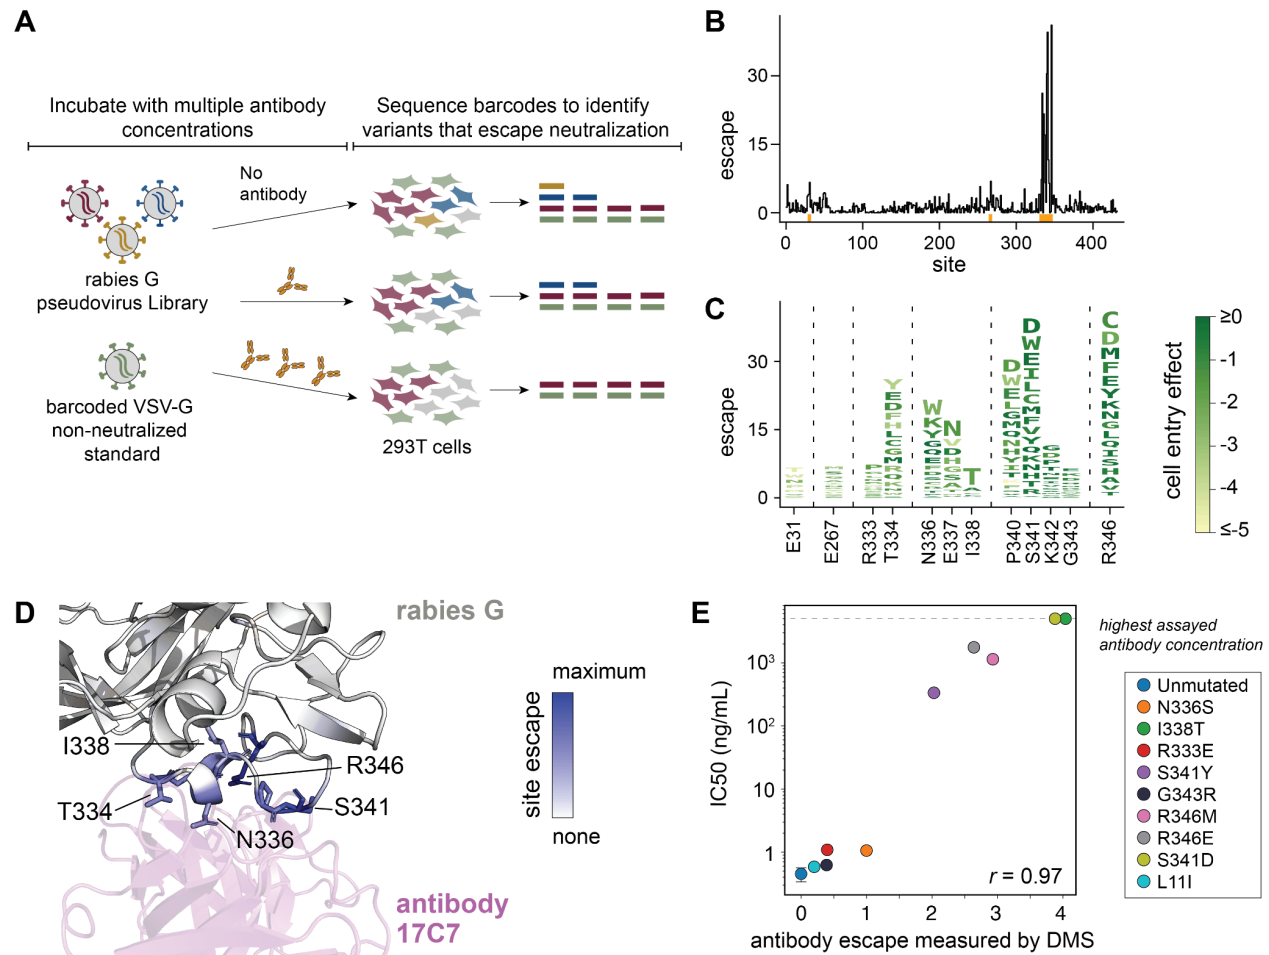 A
Incubate with multiple antibody
concentrations
Sequence barcodes to identify
variants that escape neutralization
No
antibody
rabies G
pseudovirus Library
barcoded VSV-G
non-neutralized
standard
293T cells
B
escape
30
15
0
0
100
200
300
400
site
C
escape
30
15
0
E31
E267
R333
T334
N336
E337
I338
P340
S341
K342
G343
R346
cell entry effect
≥0
-1
-2
-3
-4
≤-5
D
rabies G
I338
T334
N336
R346
S341
antibody
17C7
maximum
site escape
none
E
IC50 (ng/mL)
10³
10²
10
1
0
1
2
3
4
antibody escape measured by DMS
r = 0.97
highest assayed
antibody concentration
Unmutated
N336S
I338T
R333E
S341Y
G343R
R346M
R346E
S341D
L11I